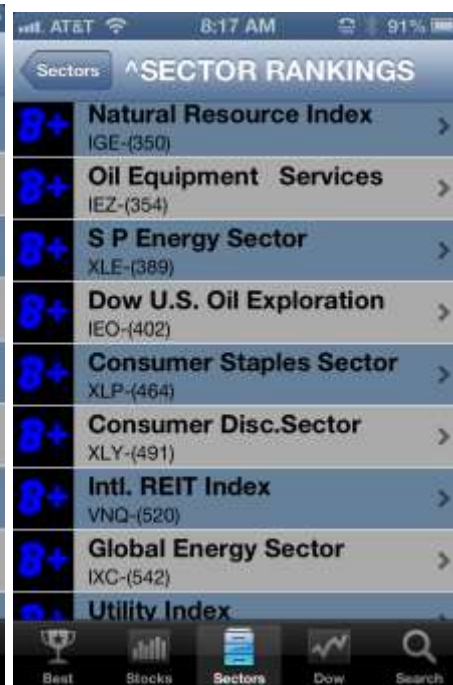 AT&T 8:17 AM 91%
Sectors ^SECTOR RANKINGS
B+ Natural Resource Index
IGE-(350)
B+ Oil Equipment Services
IEZ-(354)
B+ S P Energy Sector
XLE-(389)
B+ Dow U.S. Oil Exploration
IEO-(402)
B+ Consumer Staples Sector
XLP-(464)
B+ Consumer Disc.Sector
XLY-(491)
B+ Intl. REIT Index
VNQ-(520)
B+ Global Energy Sector
IXC-(542)
B+ Utility Index
Best Stocks Sectors Dow Search